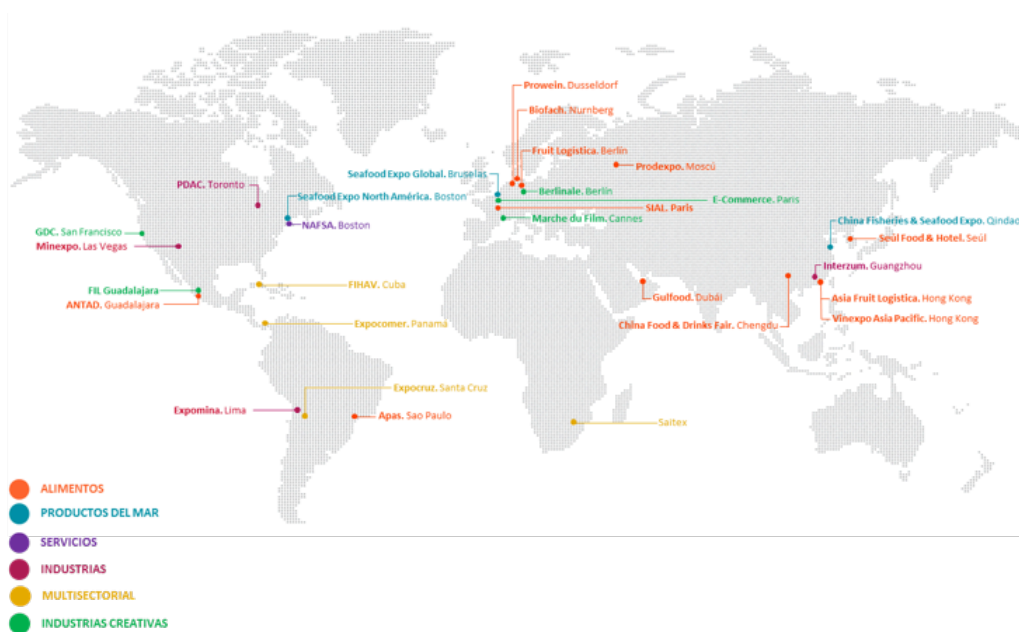 Prowein. Dusseldorf
Biofach. Nurnberg
Fruit Logistica. Berlín
Prodexpo. Moscú
Seafood Expo Global. Bruselas
PDAC. Toronto
Berlinale. Berlín
Seafood Expo North América. Boston
E-Commerce. Paris
SIAL. Paris
NAFSA. Boston
Marche du Film. Cannes
China Fisheries & Seafood Expo. Qindao
GDC. San Francisco
Seúl Food & Hotel. Seúl
Minexpo. Las Vegas
Interzum. Guangzhou
FIL Guadalajara
FIHAV. Cuba
ANTAD. Guadalajara
Gulfood. Dubái
Asia Fruit Logistica. Hong Kong
Vinexpo Asia Pacific. Hong Kong
Expocomer. Panamá
China Food & Drinks Fair. Chengdu
Expocruz. Santa Cruz
Expomina. Lima
Apas. Sao Paulo
Saitex
ALIMENTOS
PRODUCTOS DEL MAR
SERVICIOS
INDUSTRIAS
MULTISECTORIAL
INDUSTRIAS CREATIVAS